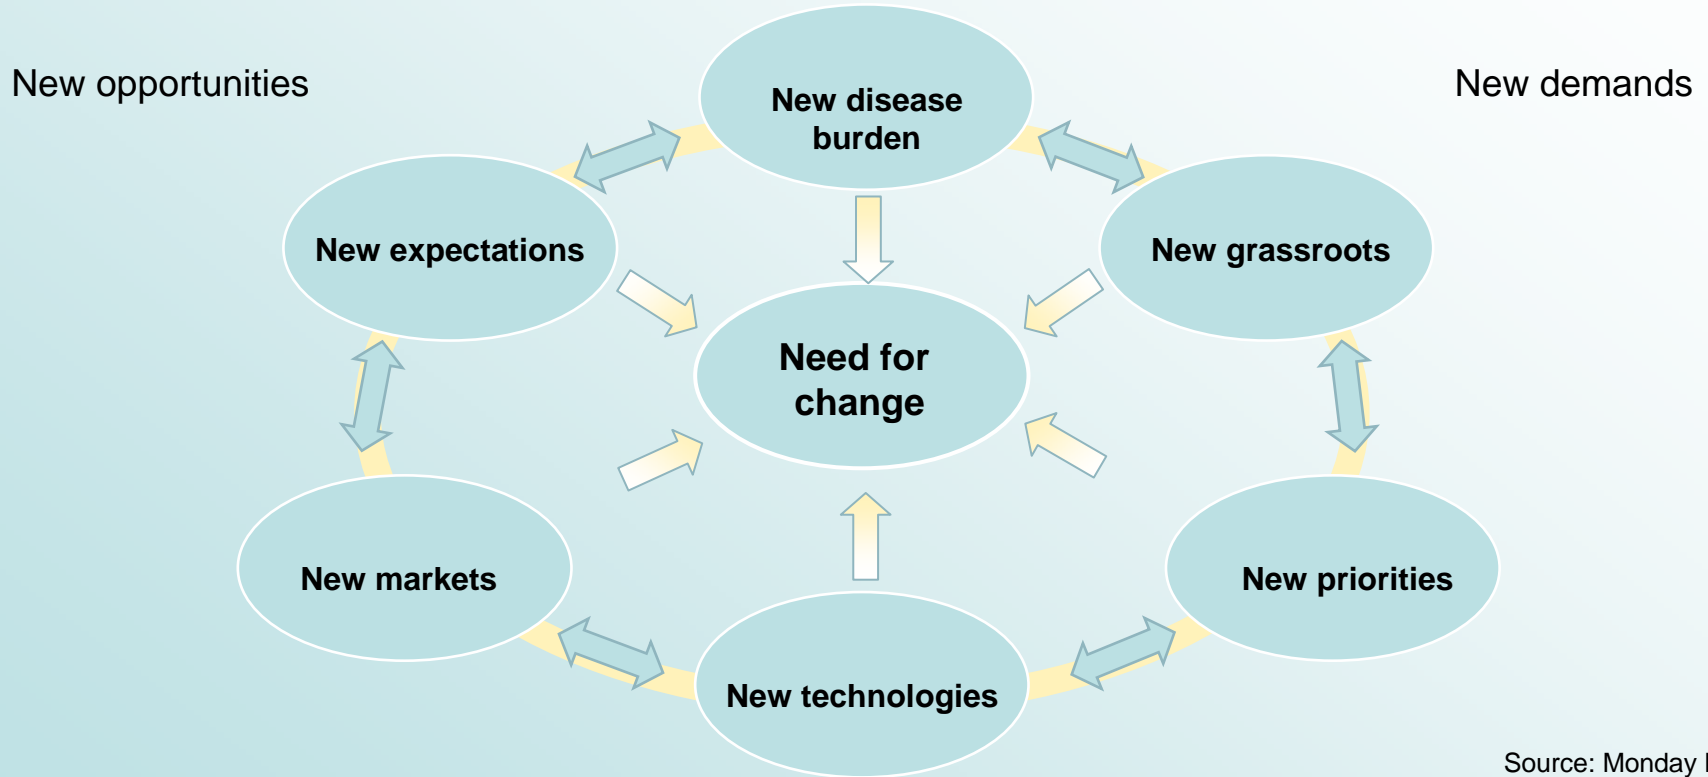 New opportunities
New demands
New disease
burden
New expectations
New grassroots
Need for
change
New markets
New priorities
New technologies
Source: Monday